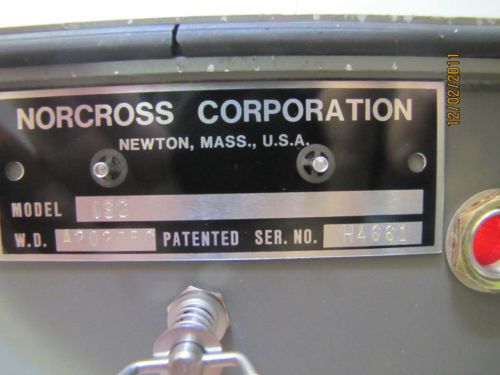 NORCROSS CORPORATION
NEWTON, MASS., U.S.A.
MODEL
W.D. PATENTED SER. NO. H4661
12/02/2011